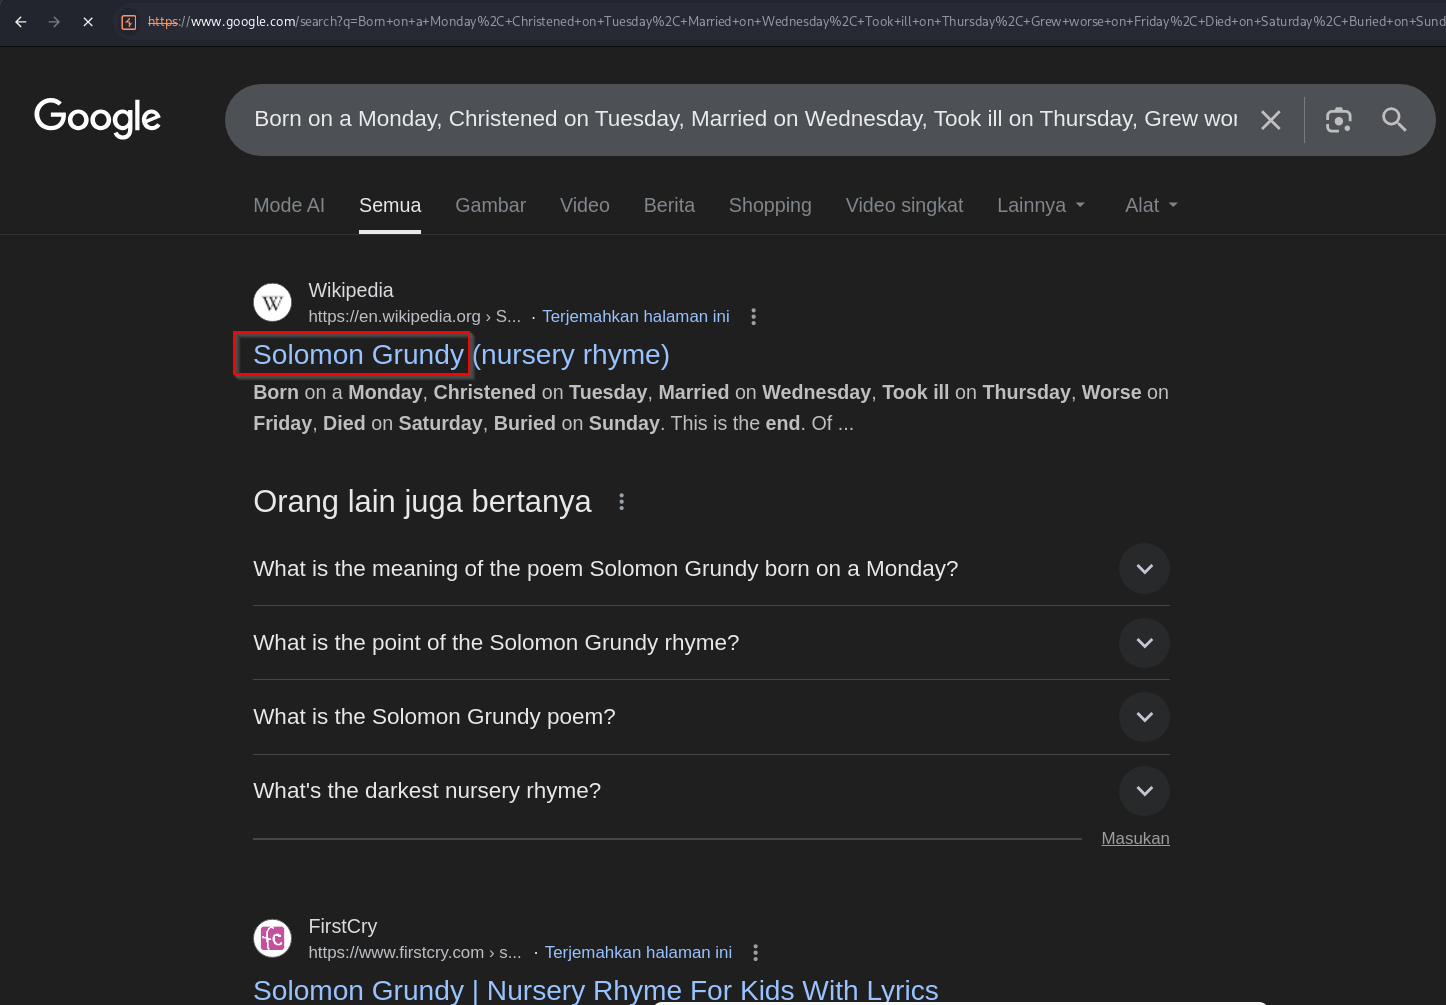 https://www.google.com/search?q=Born+on+a+Monday%2C+Christened+on+Tuesday%2C+Married+on+Wednesday%2C+Took+ill+on+Thursday%2C+Grew+worse+on+Friday%2C+Died+on+Saturday%2C+Buried+on+Sund
Google
Born on a Monday, Christened on Tuesday, Married on Wednesday, Took ill on Thursday, Grew wor
Mode AI Semua Gambar Video Berita Shopping Video singkat Lainnya Alat
W
Wikipedia
https://en.wikipedia.org › S... · Terjemahkan halaman ini
Solomon Grundy (nursery rhyme)
Born on a Monday, Christened on Tuesday, Married on Wednesday, Took ill on Thursday, Worse on
Friday, Died on Saturday, Buried on Sunday. This is the end. Of ...
Orang lain juga bertanya
What is the meaning of the poem Solomon Grundy born on a Monday?
What is the point of the Solomon Grundy rhyme?
What is the Solomon Grundy poem?
What's the darkest nursery rhyme?
Masukan
fc
FirstCry
https://www.firstcry.com › s... · Terjemahkan halaman ini
Solomon Grundy | Nursery Rhyme For Kids With Lyrics